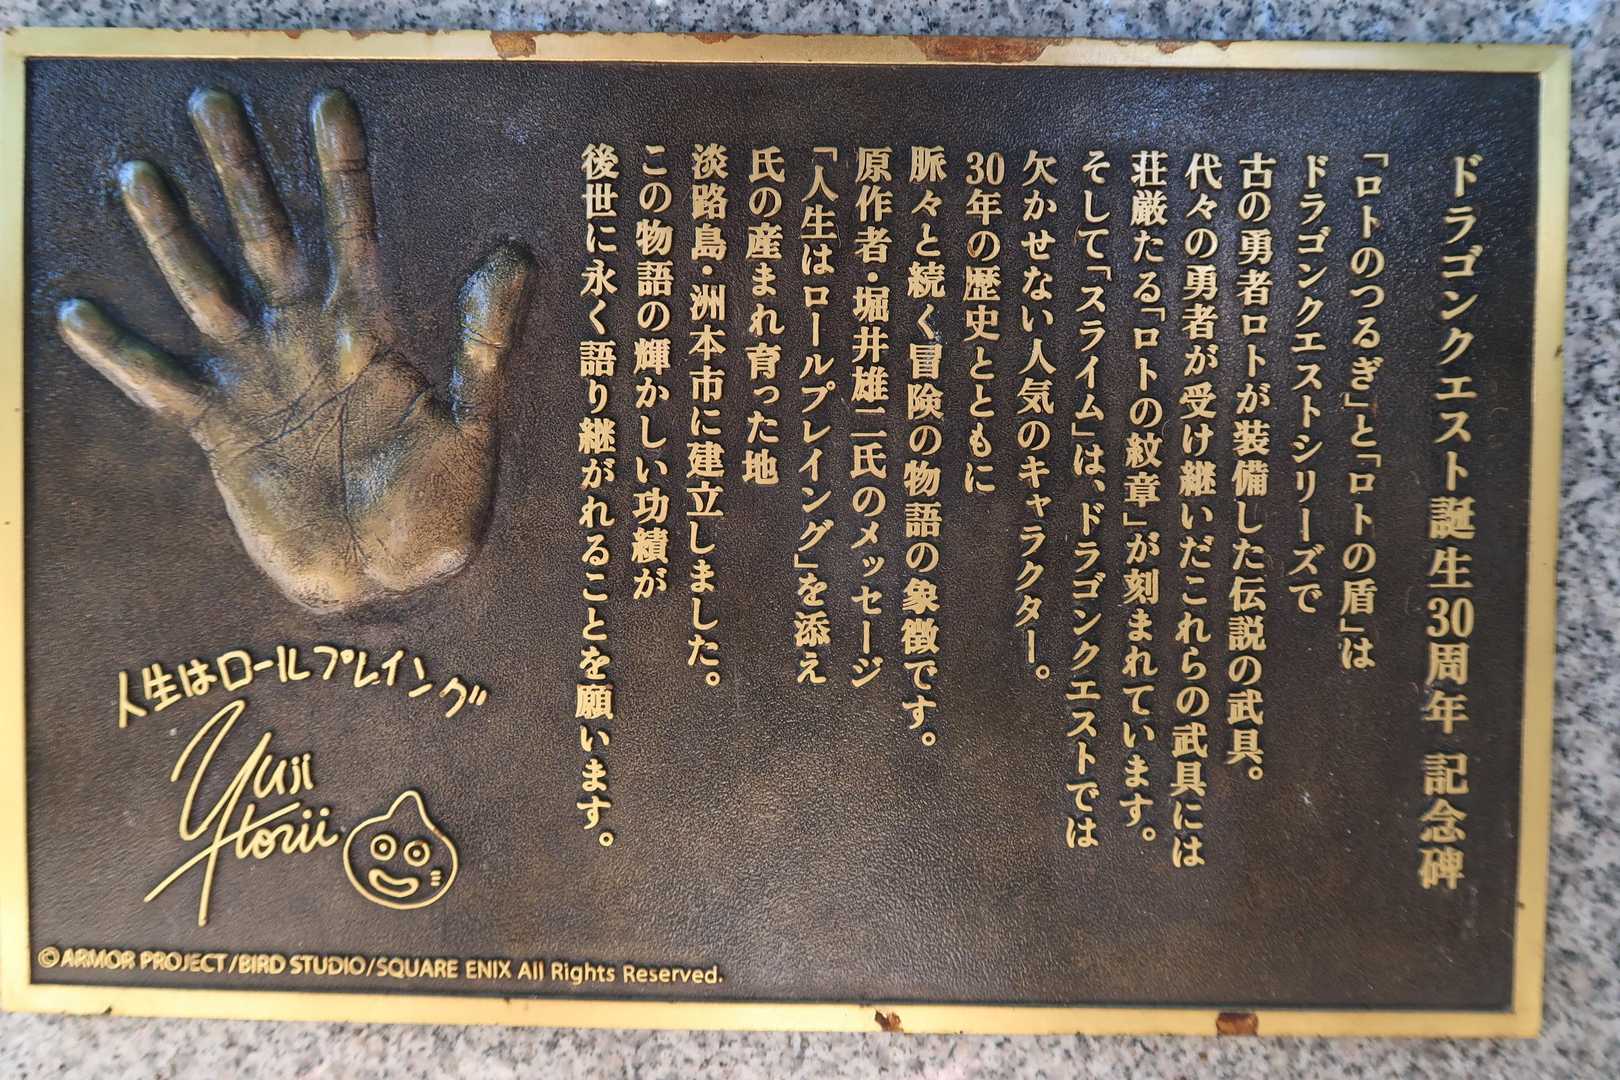 ドラゴンクエスト誕生30周年 記念碑
「ロトのつるぎ」と「ロトの盾」は
ドラゴンクエストシリーズで
古の勇者ロトが装備した伝説の武具。
代々の勇者が受け継いだこれらの武具には
荘厳たる「ロトの紋章」が刻まれています。
そして「スライム」は、ドラゴンクエストでは
欠かせない人気のキャラクター。
30年の歴史とともに
脈々と続く冒険の物語の象徴です。
原作者・堀井雄二氏のメッセージ
「人生はロールプレイング」を添え
氏の産まれ育った地
淡路島・洲本市に建立しました。
この物語の輝かしい功績が
後世に永く語り継がれることを願います。
人生はロールプレイング
Yuji
Horii
©ARMOR PROJECT/BIRD STUDIO/SQUARE ENIX All Rights Reserved.